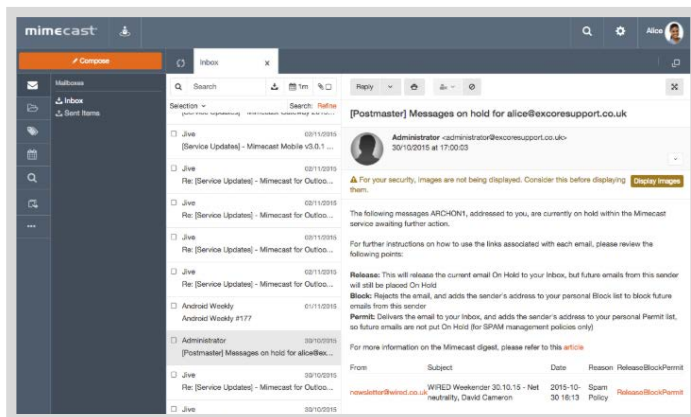 mimecast
Alice
Compose
Inbox x
Mailboxes
Inbox
Sent Items
Search 1m
Selection Search: Refine
Jive 02/11/2015
[Service Updates] - Mimecast Mobile v3.0.1 ...
Jive 02/11/2015
Re: [Service Updates] - Mimecast for Outloo...
Jive 02/11/2015
Re: [Service Updates] - Mimecast for Outloo...
Jive 02/11/2015
Re: [Service Updates] - Mimecast for Outloo...
Jive 02/11/2015
Re: [Service Updates] - Mimecast for Outloo...
Android Weekly 01/11/2015
Android Weekly #177
Administrator 30/10/2015
[Postmaster] Messages on hold for alice@ex...
Jive 30/10/2015
Re: [Service Updates] - Mimecast for Outloo...
Jive 30/10/2015
Reply
[Postmaster] Messages on hold for alice@excoresupport.co.uk
Administrator <administrator@excoresupport.co.uk>
30/10/2015 at 17:00:03
For your security, images are not being displayed. Consider this before displaying
them.
Display Images
The following messages ARCHON1, addressed to you, are currently on hold within the Mimecast
service awaiting further action.
For further instructions on how to use the links associated with each email, please review the
following points:
Release: This will release the current email On Hold to your Inbox, but future emails from this sender
will still be placed On Hold
Block: Rejects the email, and adds the sender's address to your personal Block list to block future
emails from this sender
Permit: Delivers the email to your Inbox, and adds the sender's address to your personal Permit list,
so future emails are not put On Hold (for SPAM management policies only)
For more information on the Mimecast digest, please refer to this article
From Subject Date Reason ReleaseBlockPermit
newsletter@wired.co.uk WIRED Weekender 30.10.15 - Net 2015-10- Spam ReleaseBlockPermit
neutrality, David Cameron 30 16:13 Policy